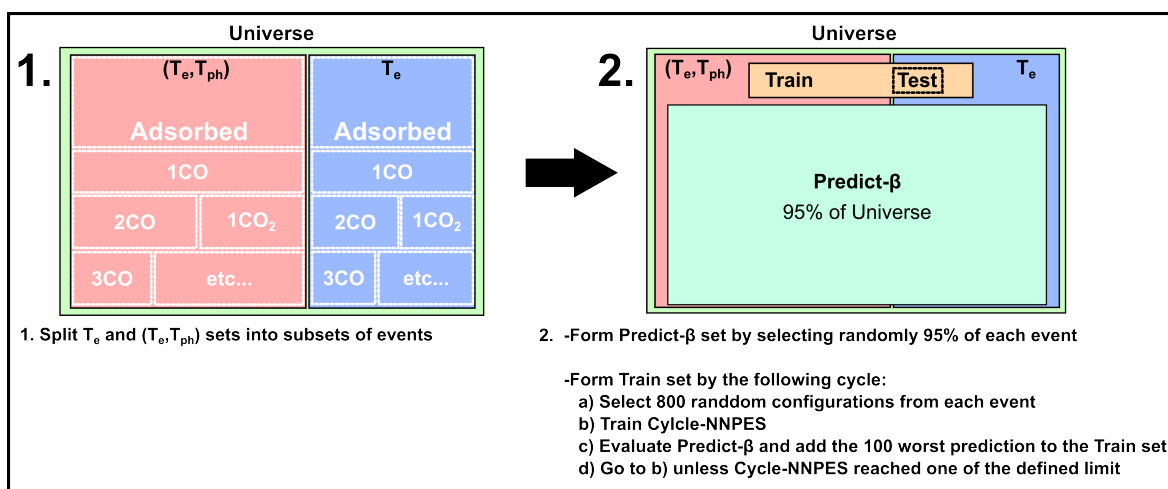 Universe
1.
(Tₑ,Tₚₕ)
Tₑ
Adsorbed
Adsorbed
1CO
1CO
2CO
1CO₂
2CO
1CO₂
3CO
etc...
3CO
etc...
1. Split Tₑ and (Tₑ,Tₚₕ) sets into subsets of events
Universe
2.
(Tₑ,Tₚₕ)
Train
Test
Tₑ
Predict-β
95% of Universe
2. -Form Predict-β set by selecting randomly 95% of each event
-Form Train set by the following cycle:
a) Select 800 randdom configurations from each event
b) Train Cylcle-NNPES
c) Evaluate Predict-β and add the 100 worst prediction to the Train set
d) Go to b) unless Cycle-NNPES reached one of the defined limit